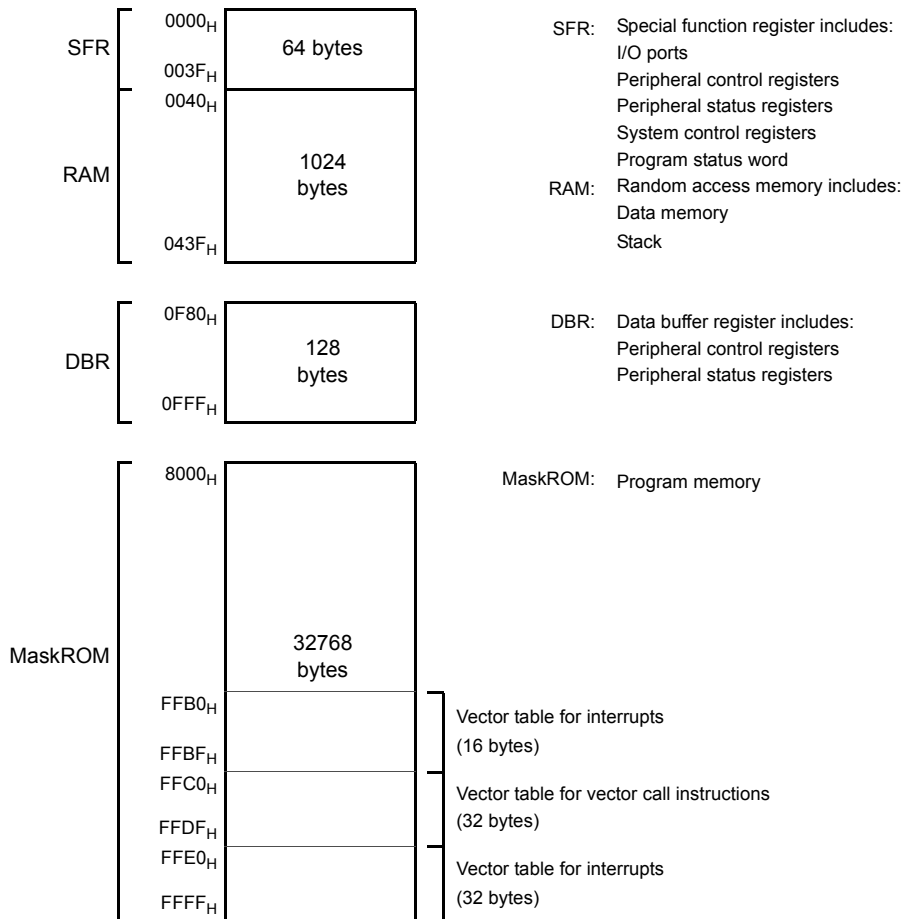 SFR
0000H
64 bytes
003FH
0040H
RAM
1024
bytes
043FH
SFR: Special function register includes:
I/O ports
Peripheral control registers
Peripheral status registers
System control registers
Program status word
RAM: Random access memory includes:
Data memory
Stack
DBR
0F80H
128
bytes
0FFFH
DBR: Data buffer register includes:
Peripheral control registers
Peripheral status registers
MaskROM
8000H
32768
bytes
MaskROM: Program memory
FFB0H
FFBFH
Vector table for interrupts
(16 bytes)
FFC0H
FFDFH
Vector table for vector call instructions
(32 bytes)
FFE0H
FFFFH
Vector table for interrupts
(32 bytes)